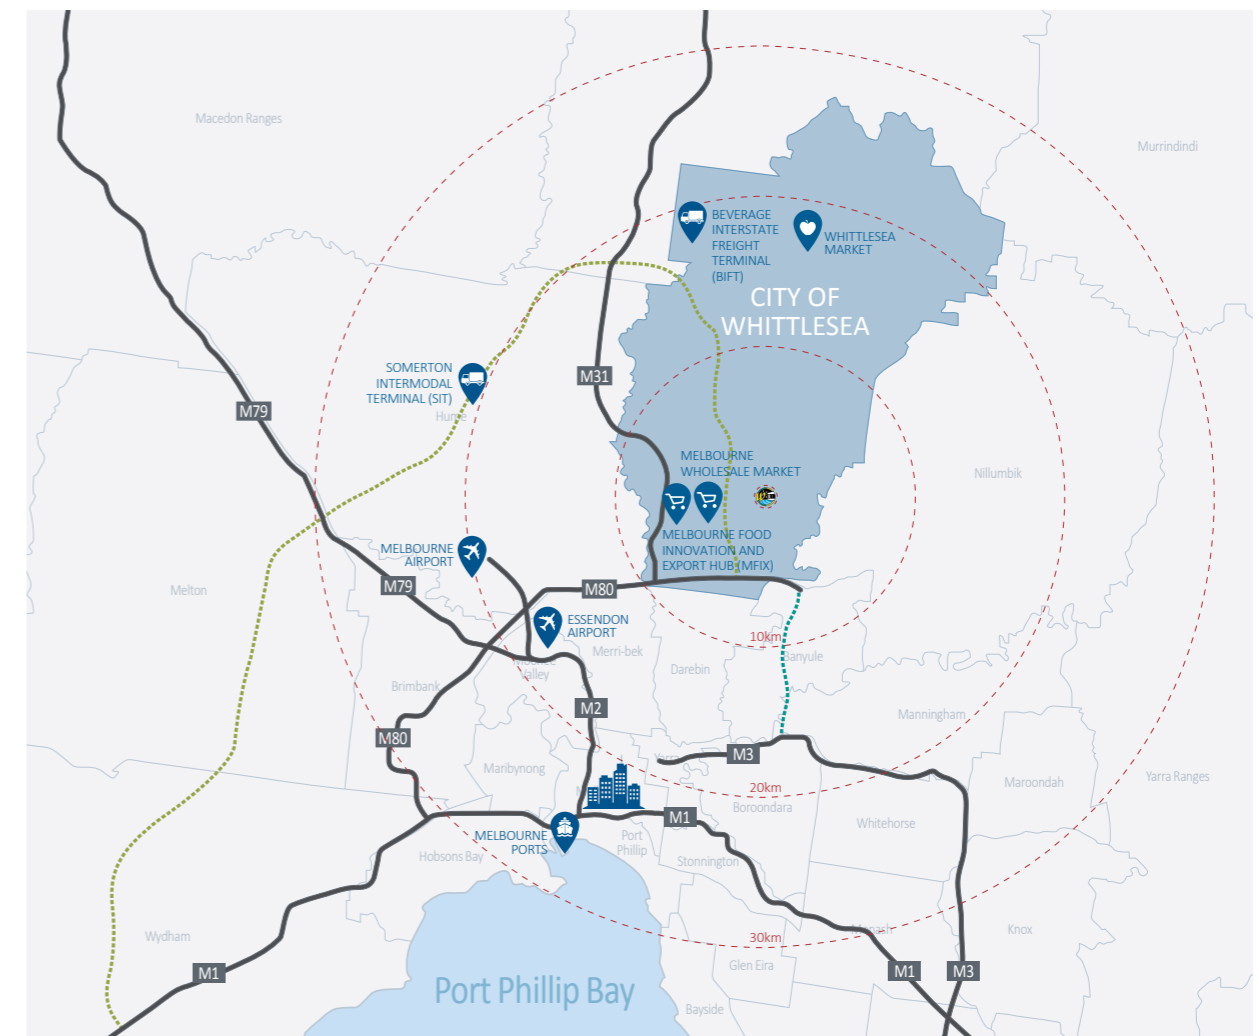 Macedon Ranges
Murrindindi
BEVERAGE
INTERSTATE
FREIGHT
TERMINAL
(BIFT)
WHITTLESEA
MARKET
CITY OF
WHITTLESEA
SOMERTON
INTERMODAL
TERMINAL (SIT)
Hume
M31
M79
MELBOURNE
WHOLESALE MARKET
Nillumbik
MELBOURNE FOOD
INNOVATION AND
EXPORT HUB (MFIX)
MELBOURNE
AIRPORT
M79
M80
Melton
ESSENDON
AIRPORT
10km
Merri-bek
Banyule
Darebin
Valley
Brimbank
M2
Manningham
M80
M3
Maribynong
Maroondah
Yarra Ranges
20km
Boroondara
M1
Whitehorse
MELBOURNE
PORTS
Port
Phillip
Hobsons Bay
Stonnington
Wydham
30km
Monash
Knox
Glen Eira
M1
M1
M3
Port Phillip Bay
Bayside